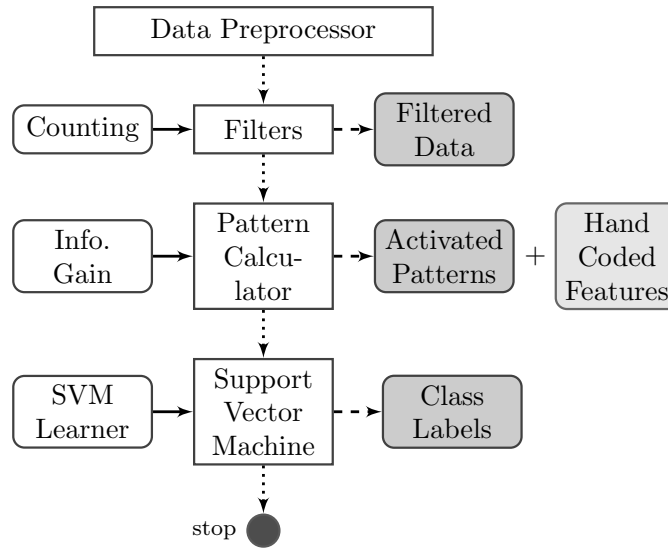 Data Preprocessor
Counting
Filters
Filtered
Data
Info.
Gain
Pattern
Calcu-
lator
Activated
Patterns
+
Hand
Coded
Features
SVM
Learner
Support
Vector
Machine
Class
Labels
stop